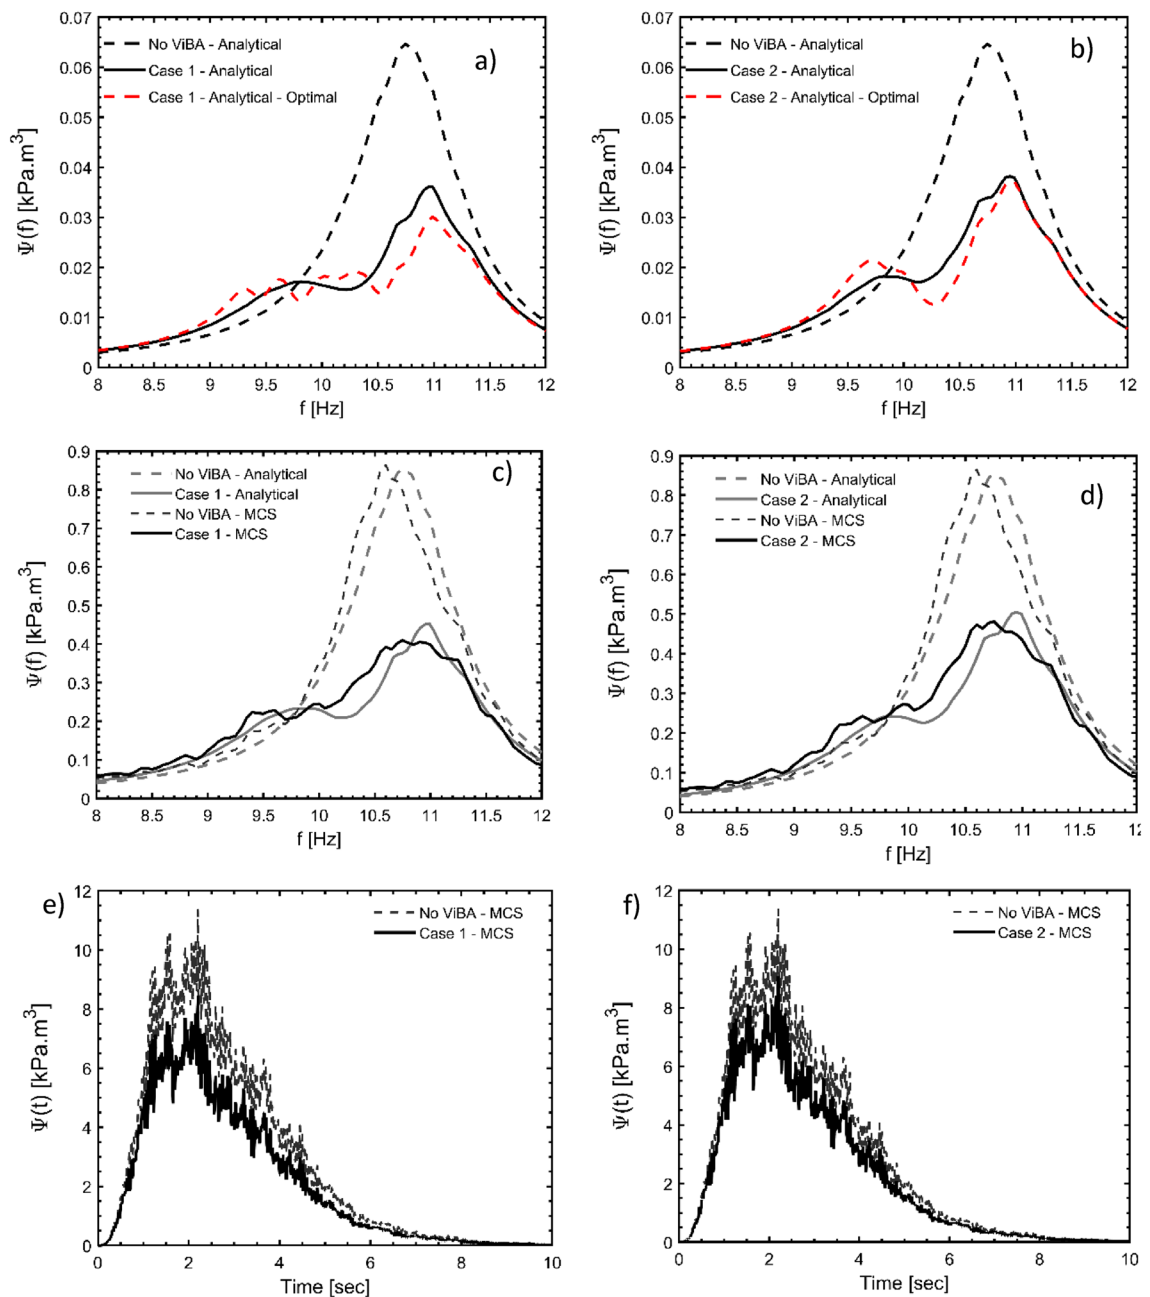 No ViBA - Analytical
Case 1 - Analytical
Case 1 - Analytical - Optimal
a)
0.07
0.06
0.05
0.04
0.03
0.02
0.01
0
Ψ(f) [kPa.m³]
8 8.5 9 9.5 10 10.5 11 11.5 12
f [Hz]
No ViBA - Analytical
Case 2 - Analytical
Case 2 - Analytical - Optimal
b)
0.07
0.06
0.05
0.04
0.03
0.02
0.01
0
Ψ(f) [kPa.m³]
8 8.5 9 9.5 10 10.5 11 11.5 12
f [Hz]
No ViBA - Analytical
Case 1 - Analytical
No ViBA - MCS
Case 1 - MCS
c)
0.9
0.8
0.7
0.6
0.5
0.4
0.3
0.2
0.1
0
Ψ(f) [kPa.m³]
8 8.5 9 9.5 10 10.5 11 11.5 12
f [Hz]
No ViBA - Analytical
Case 2 - Analytical
No ViBA - MCS
Case 2 - MCS
d)
0.9
0.8
0.7
0.6
0.5
0.4
0.3
0.2
0.1
0
Ψ(f) [kPa.m³]
8 8.5 9 9.5 10 10.5 11 11.5 12
f [Hz]
e)
No ViBA - MCS
Case 1 - MCS
12
10
8
6
4
2
0
Ψ(t) [kPa.m³]
0 2 4 6 8 10
Time [sec]
f)
No ViBA - MCS
Case 2 - MCS
12
10
8
6
4
2
0
Ψ(t) [kPa.m³]
0 2 4 6 8 10
Time [sec]